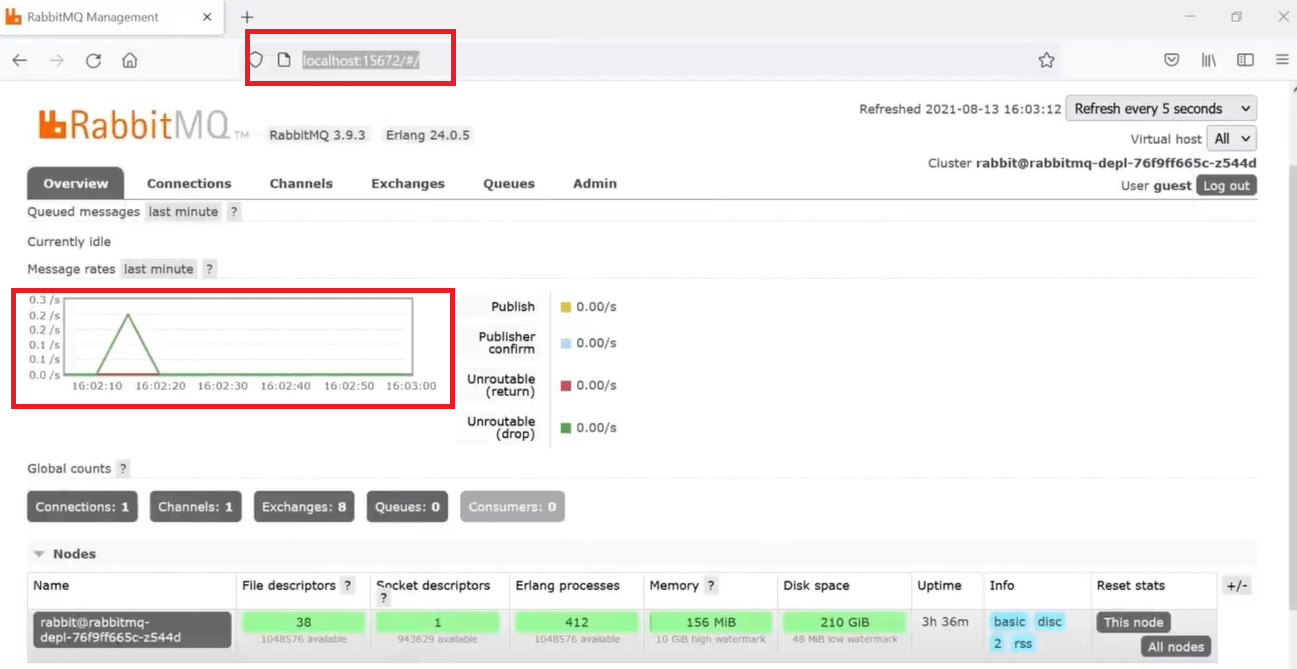 RabbitMQ Management
localhost:15672/#/
RabbitMQ TM
RabbitMQ 3.9.3 Erlang 24.0.5
Refreshed 2021-08-13 16:03:12 Refresh every 5 seconds
Virtual host All
Cluster rabbit@rabbitmq-depl-76f9ff665c-z544d
User guest Log out
Overview Connections Channels Exchanges Queues Admin
Queued messages last minute ?
Currently idle
Message rates last minute ?
0.3 /s
0.2 /s
0.2 /s
0.1 /s
0.1 /s
0.0 /s
16:02:10 16:02:20 16:02:30 16:02:40 16:02:50 16:03:00
Publish 0.00/s
Publisher
confirm 0.00/s
Unroutable
(return) 0.00/s
Unroutable
(drop) 0.00/s
Global counts ?
Connections: 1 Channels: 1 Exchanges: 8 Queues: 0 Consumers: 0
Nodes
Name File descriptors ? Socket descriptors ? Erlang processes Memory ? Disk space Uptime Info Reset stats +/-
rabbit@rabbitmq-
depl-76f9ff665c-z544d
38
1048576 available
1
943629 available
412
1048576 available
156 MiB
10 GiB high watermark
210 GiB
48 MiB low watermark
3h 36m
basic disc
2 rss
This node
All nodes